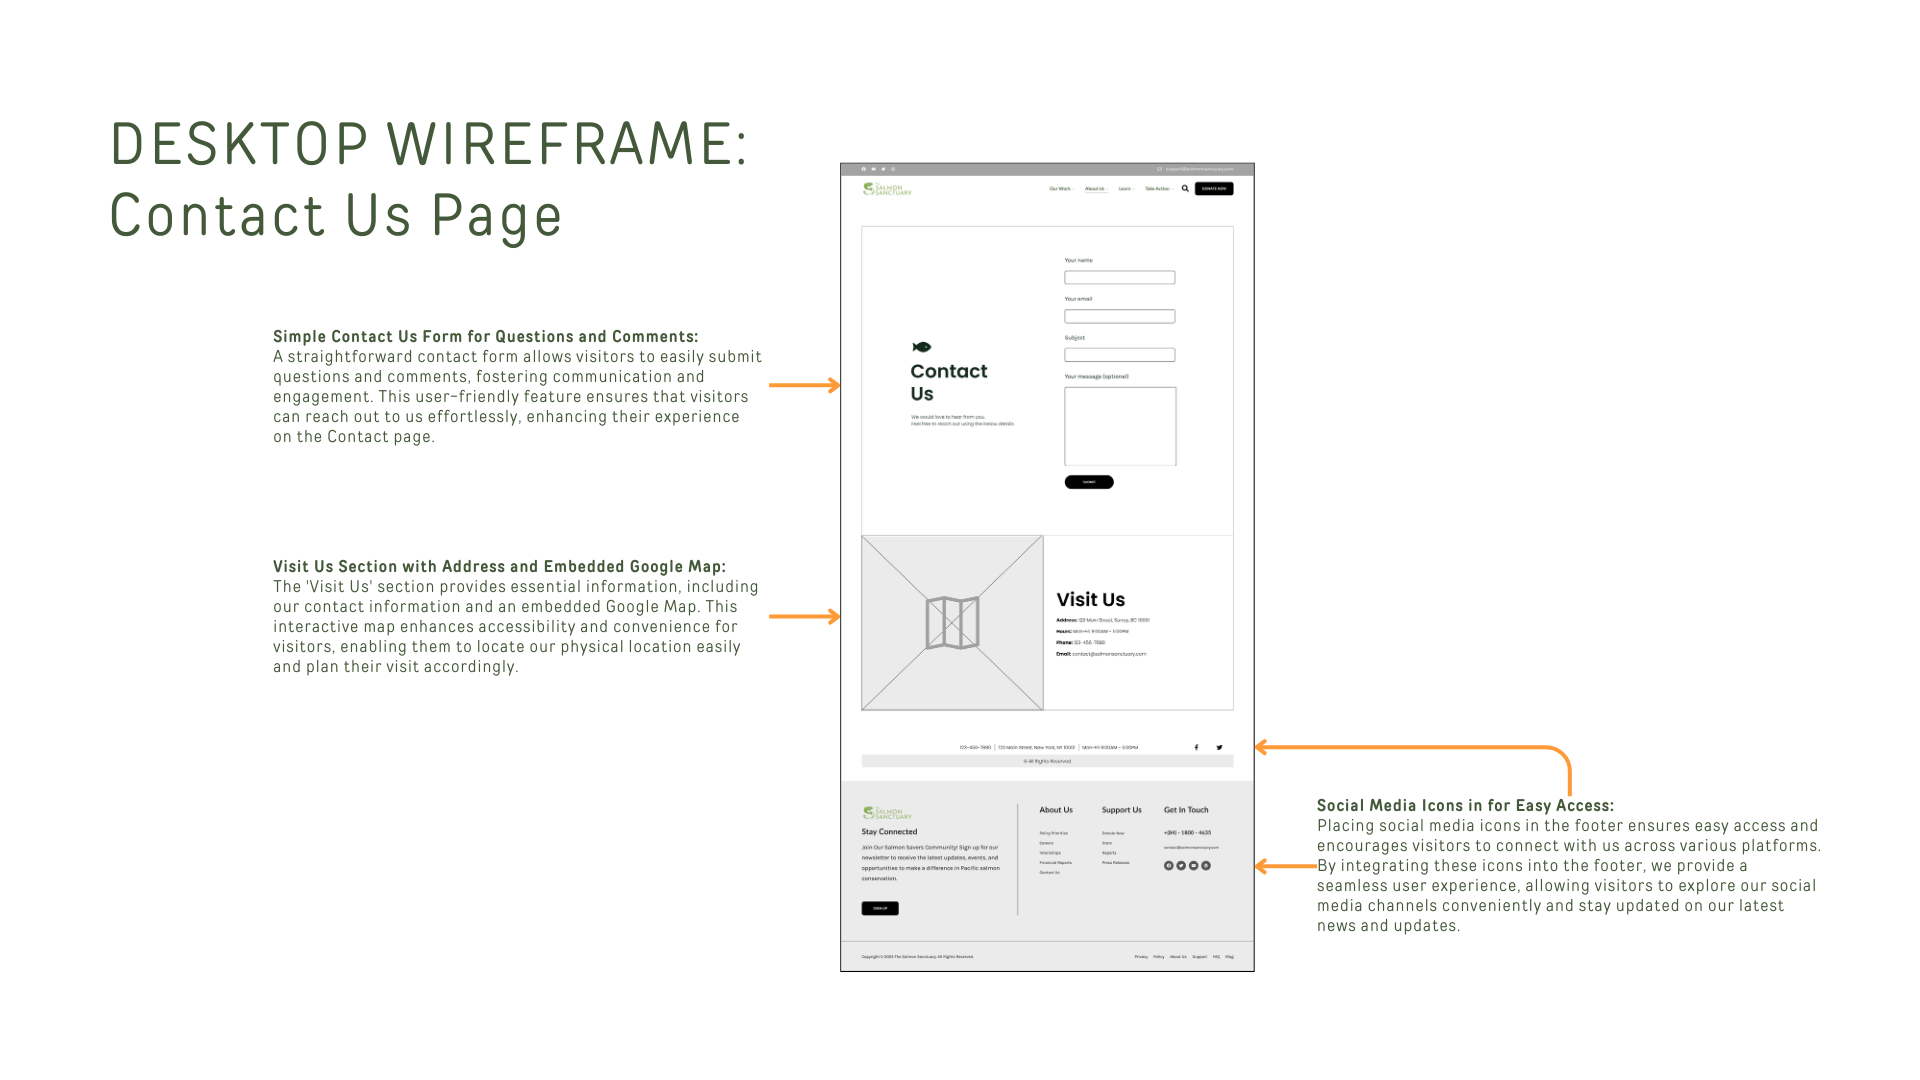 DESKTOP WIREFRAME:
Contact Us Page
Simple Contact Us Form for Questions and Comments:
A straightforward contact form allows visitors to easily submit
questions and comments, fostering communication and
engagement. This user-friendly feature ensures that visitors
can reach out to us effortlessly, enhancing their experience
on the Contact page.
Visit Us Section with Address and Embedded Google Map:
The 'Visit Us' section provides essential information, including
our contact information and an embedded Google Map. This
interactive map enhances accessibility and convenience for
visitors, enabling them to locate our physical location easily
and plan their visit accordingly.
support@salmonsanctuary.com
SALMON
SANCTUARY
Our Work
About Us
Learn
Take Action
DONATE NOW
Contact
Us
We would love to hear from you.
Feel free to reach out using the below details.
Your name
Your email
Subject
Your message (optional)
SUBMIT
Visit Us
Address: 123 Main Street, Surrey, BC 10001
Hours: Mon-Fri 9:00AM - 5:00PM
Phone: 123-456-7890
Email: contact@salmonsanctuary.com
123-456-7890 | 123 Main Street, New York, NY 10001 | Mon-Fri 9:00AM - 5:00PM
© All Rights Reserved.
SALMON
SANCTUARY
Stay Connected
Join Our Salmon Savers Community! Sign up for our
newsletter to receive the latest updates, events, and
opportunities to make a difference in Pacific salmon
conservation.
SIGN UP
About Us
Policy Priorities
Careers
Internships
Financial Reports
Contact Us
Support Us
Donate Now
Store
Reports
Press Releases
Get In Touch
+(84) - 1800 - 4635
contact@salmonsanctuary.com
Copyright © 2024 The Salmon Sanctuary. All Rights Reserved.
Privacy Policy About Us Support FAQ Blog
Social Media Icons in for Easy Access:
Placing social media icons in the footer ensures easy access and
encourages visitors to connect with us across various platforms.
By integrating these icons into the footer, we provide a
seamless user experience, allowing visitors to explore our social
media channels conveniently and stay updated on our latest
news and updates.